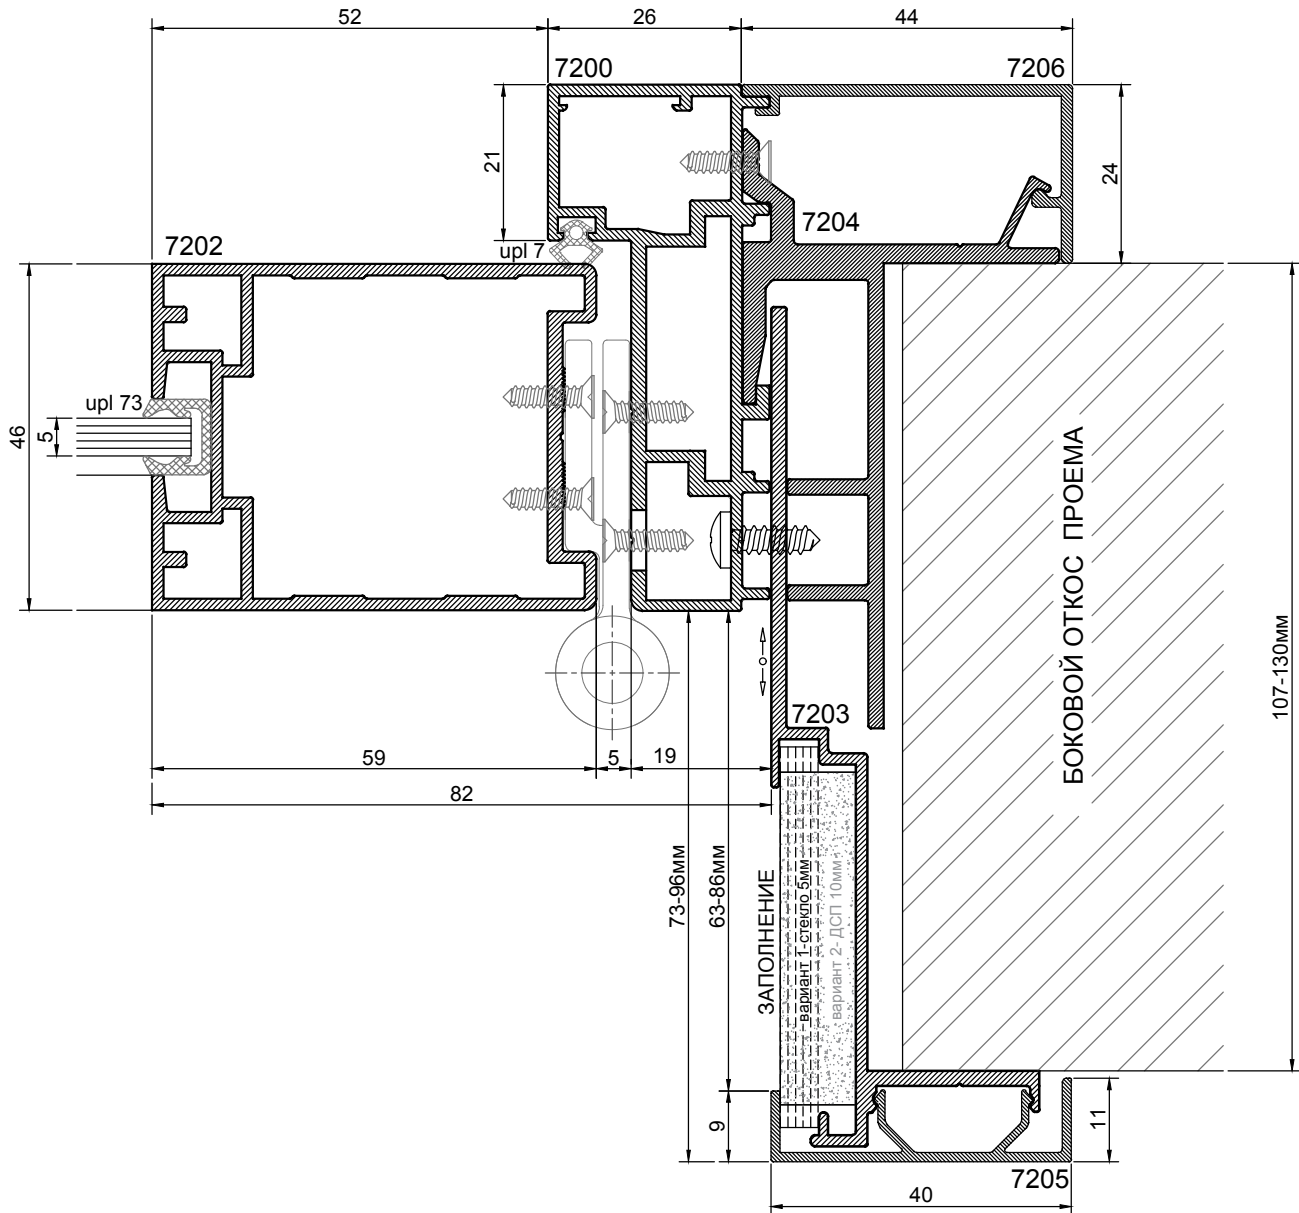 52
26
44
7200
7206
21
24
7202
7204
upl 7
46
5
upl 73
БОКОВОЙ ОТКОС ПРОЕМА
107-130мм
7203
59
5
19
82
73-96мм
63-86мм
ЗАПОЛНЕНИЕ
вариант 1-стекло 5мм
вариант 2- ДСП 10мм
9
11
7205
40